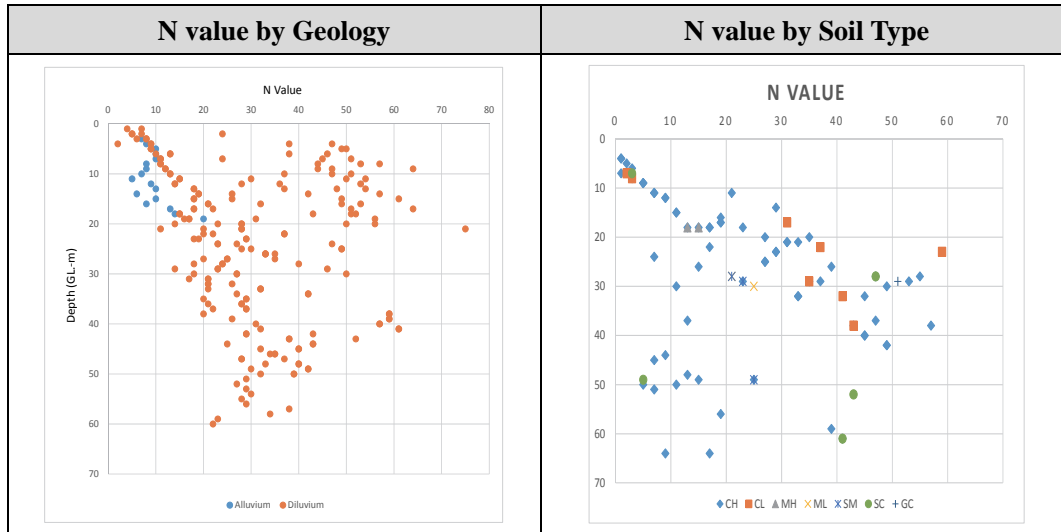 N value by Geology
N value by Soil Type
N Value
0 10 20 30 40 50 60 70 80
0
10
20
30
40
50
60
70
Depth (GL-m)
Alluvium Diluvium
N VALUE
0 10 20 30 40 50 60 70
0
10
20
30
40
50
60
70
CH CL MH ML SM SC GC